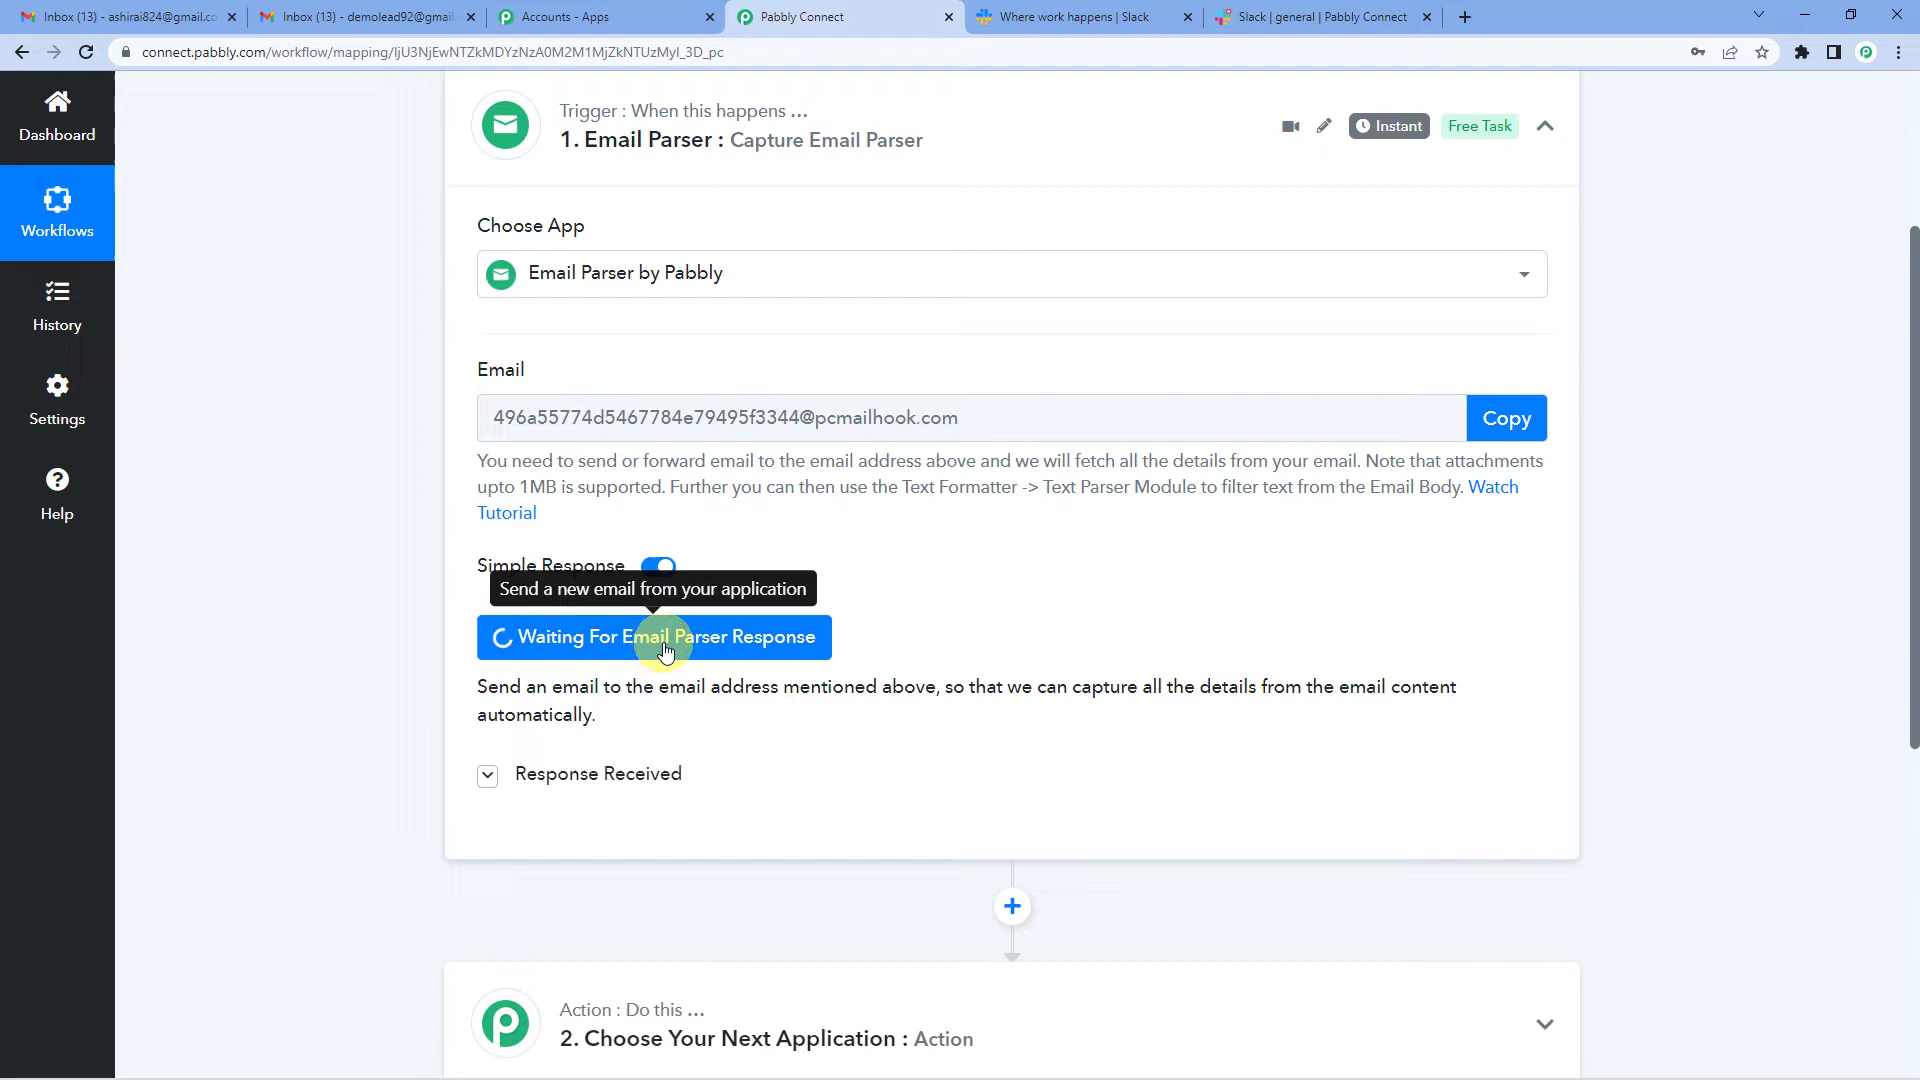 Inbox (13) - ashirai824@gmail.co
Inbox (13) - demolead92@gmail.
Accounts - Apps
Pabbly Connect
Where work happens | Slack
Slack | general | Pabbly Connect
connect.pabbly.com/workflow/mapping/IjU3NjEwNTZkMDYzNzA0M2M1MjZkNTUzMyI_3D_pc
Dashboard
Workflows
History
Settings
Help
Trigger : When this happens ...
1. Email Parser : Capture Email Parser
Instant
Free Task
Choose App
Email Parser by Pabbly
Email
496a55774d5467784e79495f3344@pcmailhook.com
Copy
You need to send or forward email to the email address above and we will fetch all the details from your email. Note that attachments
upto 1MB is supported. Further you can then use the Text Formatter -> Text Parser Module to filter text from the Email Body. Watch
Tutorial
Simple Response
Send a new email from your application
Waiting For Email Parser Response
Send an email to the email address mentioned above, so that we can capture all the details from the email content
automatically.
Response Received
Action : Do this ...
2. Choose Your Next Application : Action